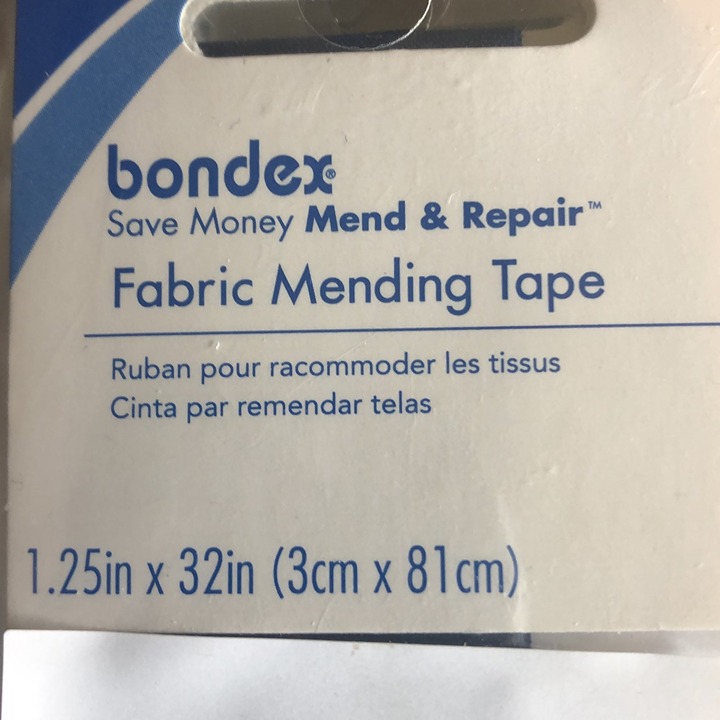 bondex®
Save Money Mend & Repair™
Fabric Mending Tape
Ruban pour racommoder les tissus
Cinta par remendar telas
1.25in x 32in (3cm x 81cm)